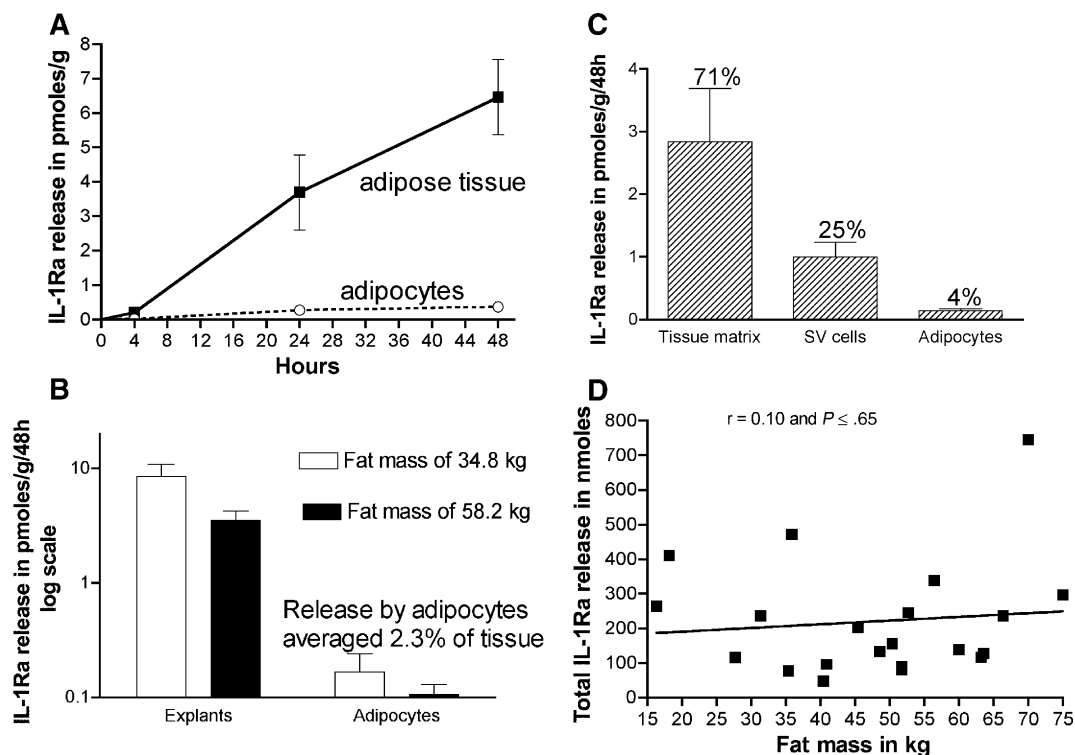 A
IL-1Ra release in pmoles/g
8
7
6
5
4
3
2
1
0
adipose tissue
adipocytes
0 4 8 12 16 20 24 28 32 36 40 44 48
Hours
C
IL-1Ra release in pmoles/g/48h
4
3
2
1
0
71%
25%
4%
Tissue matrix SV cells Adipocytes
B
IL-1Ra release in pmoles/g/48h
log scale
10
1
0.1
Fat mass of 34.8 kg
Fat mass of 58.2 kg
Release by adipocytes
averaged 2.3% of tissue
Explants Adipocytes
D
Total IL-1Ra release in nmoles
800
700
600
500
400
300
200
100
0
r = 0.10 and P ≤ .65
15 20 25 30 35 40 45 50 55 60 65 70 75
Fat mass in kg